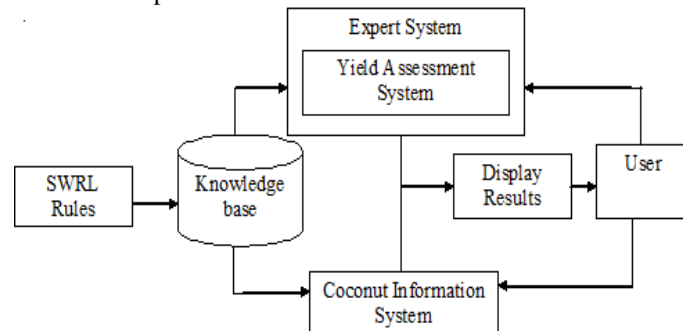 Expert System
Yield Assessment
System
SWRL
Rules
Knowledge
base
Display
Results
User
Coconut Information
System